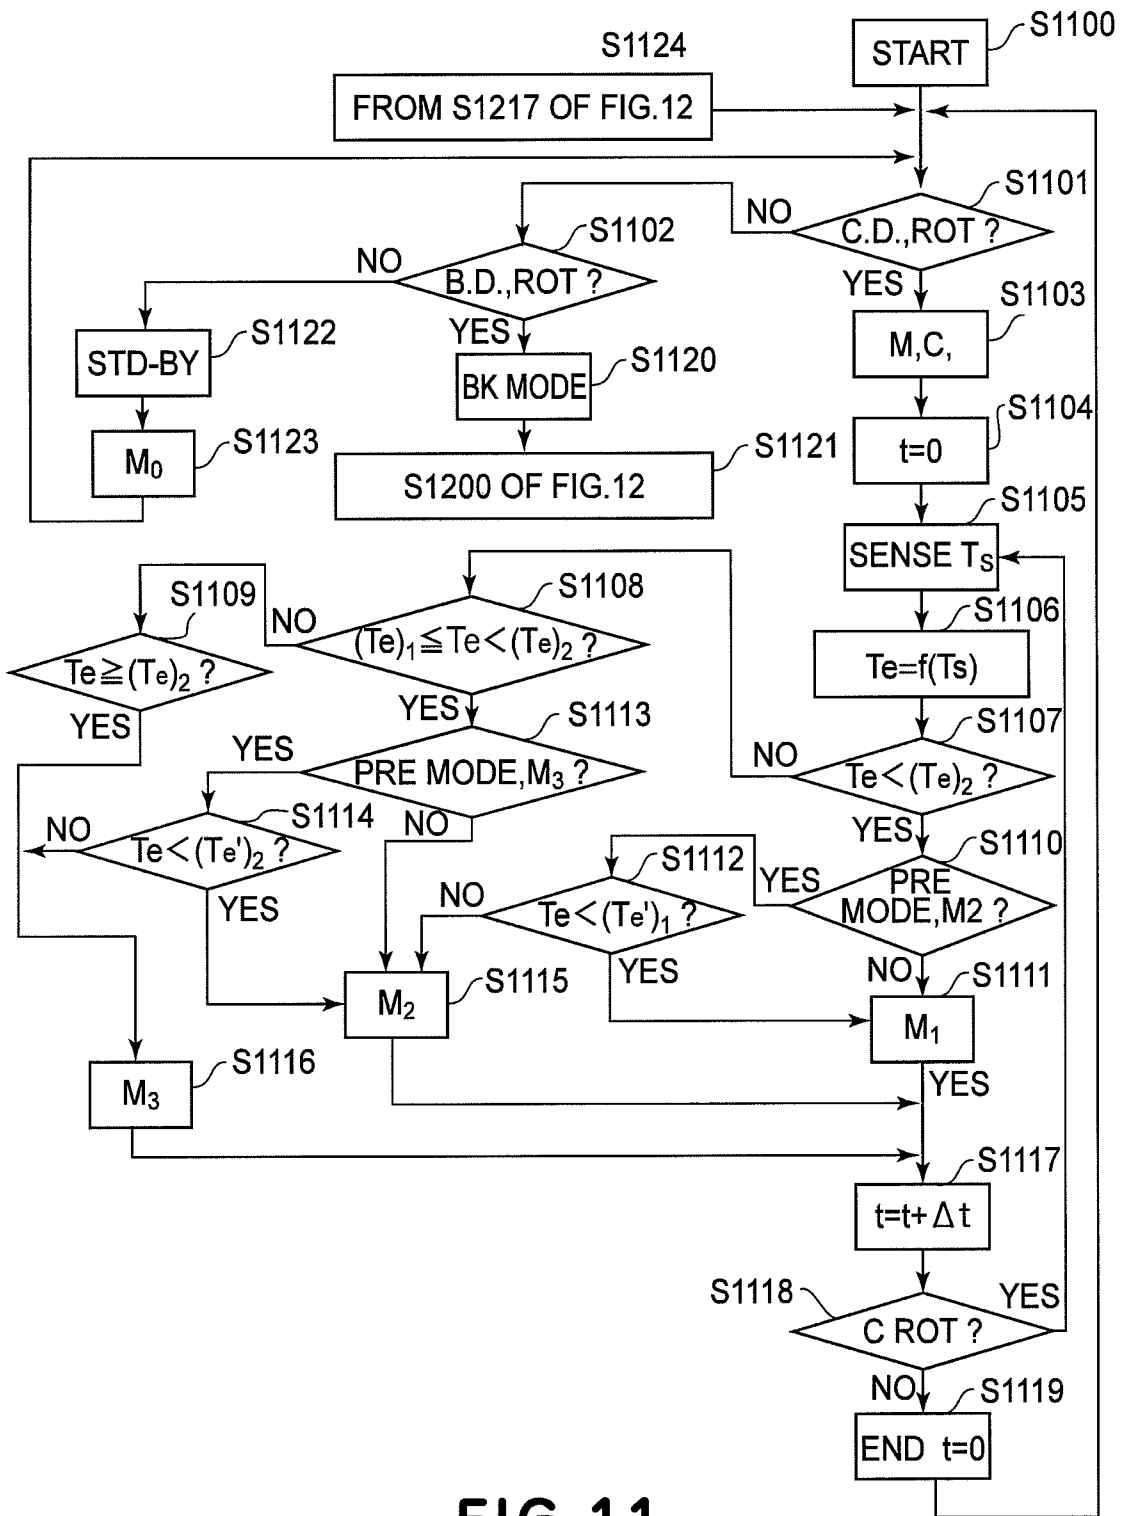 S1100
START
S1124
FROM S1217 OF FIG.12
S1101
C.D.,ROT ?
NO
YES
S1102
B.D.,ROT ?
NO
YES
S1103
M,C,
S1122
STD-BY
S1120
BK MODE
S1104
t=0
S1123
M0
S1121
S1200 OF FIG.12
S1105
SENSE TS
S1106
Te=f(Ts)
S1107
Te<(Te)2 ?
NO
YES
S1108
(Te)1≦Te<(Te)2 ?
NO
YES
S1109
Te≧(Te)2 ?
YES
S1113
PRE MODE,M3 ?
YES
NO
S1114
Te<(Te')2 ?
NO
YES
S1110
PRE
MODE,M2 ?
YES
NO
S1112
Te<(Te')1 ?
NO
YES
S1115
M2
S1111
M1
YES
S1116
M3
S1117
t=t+Δt
S1118
C ROT ?
YES
NO
S1119
END t=0
FIG.11